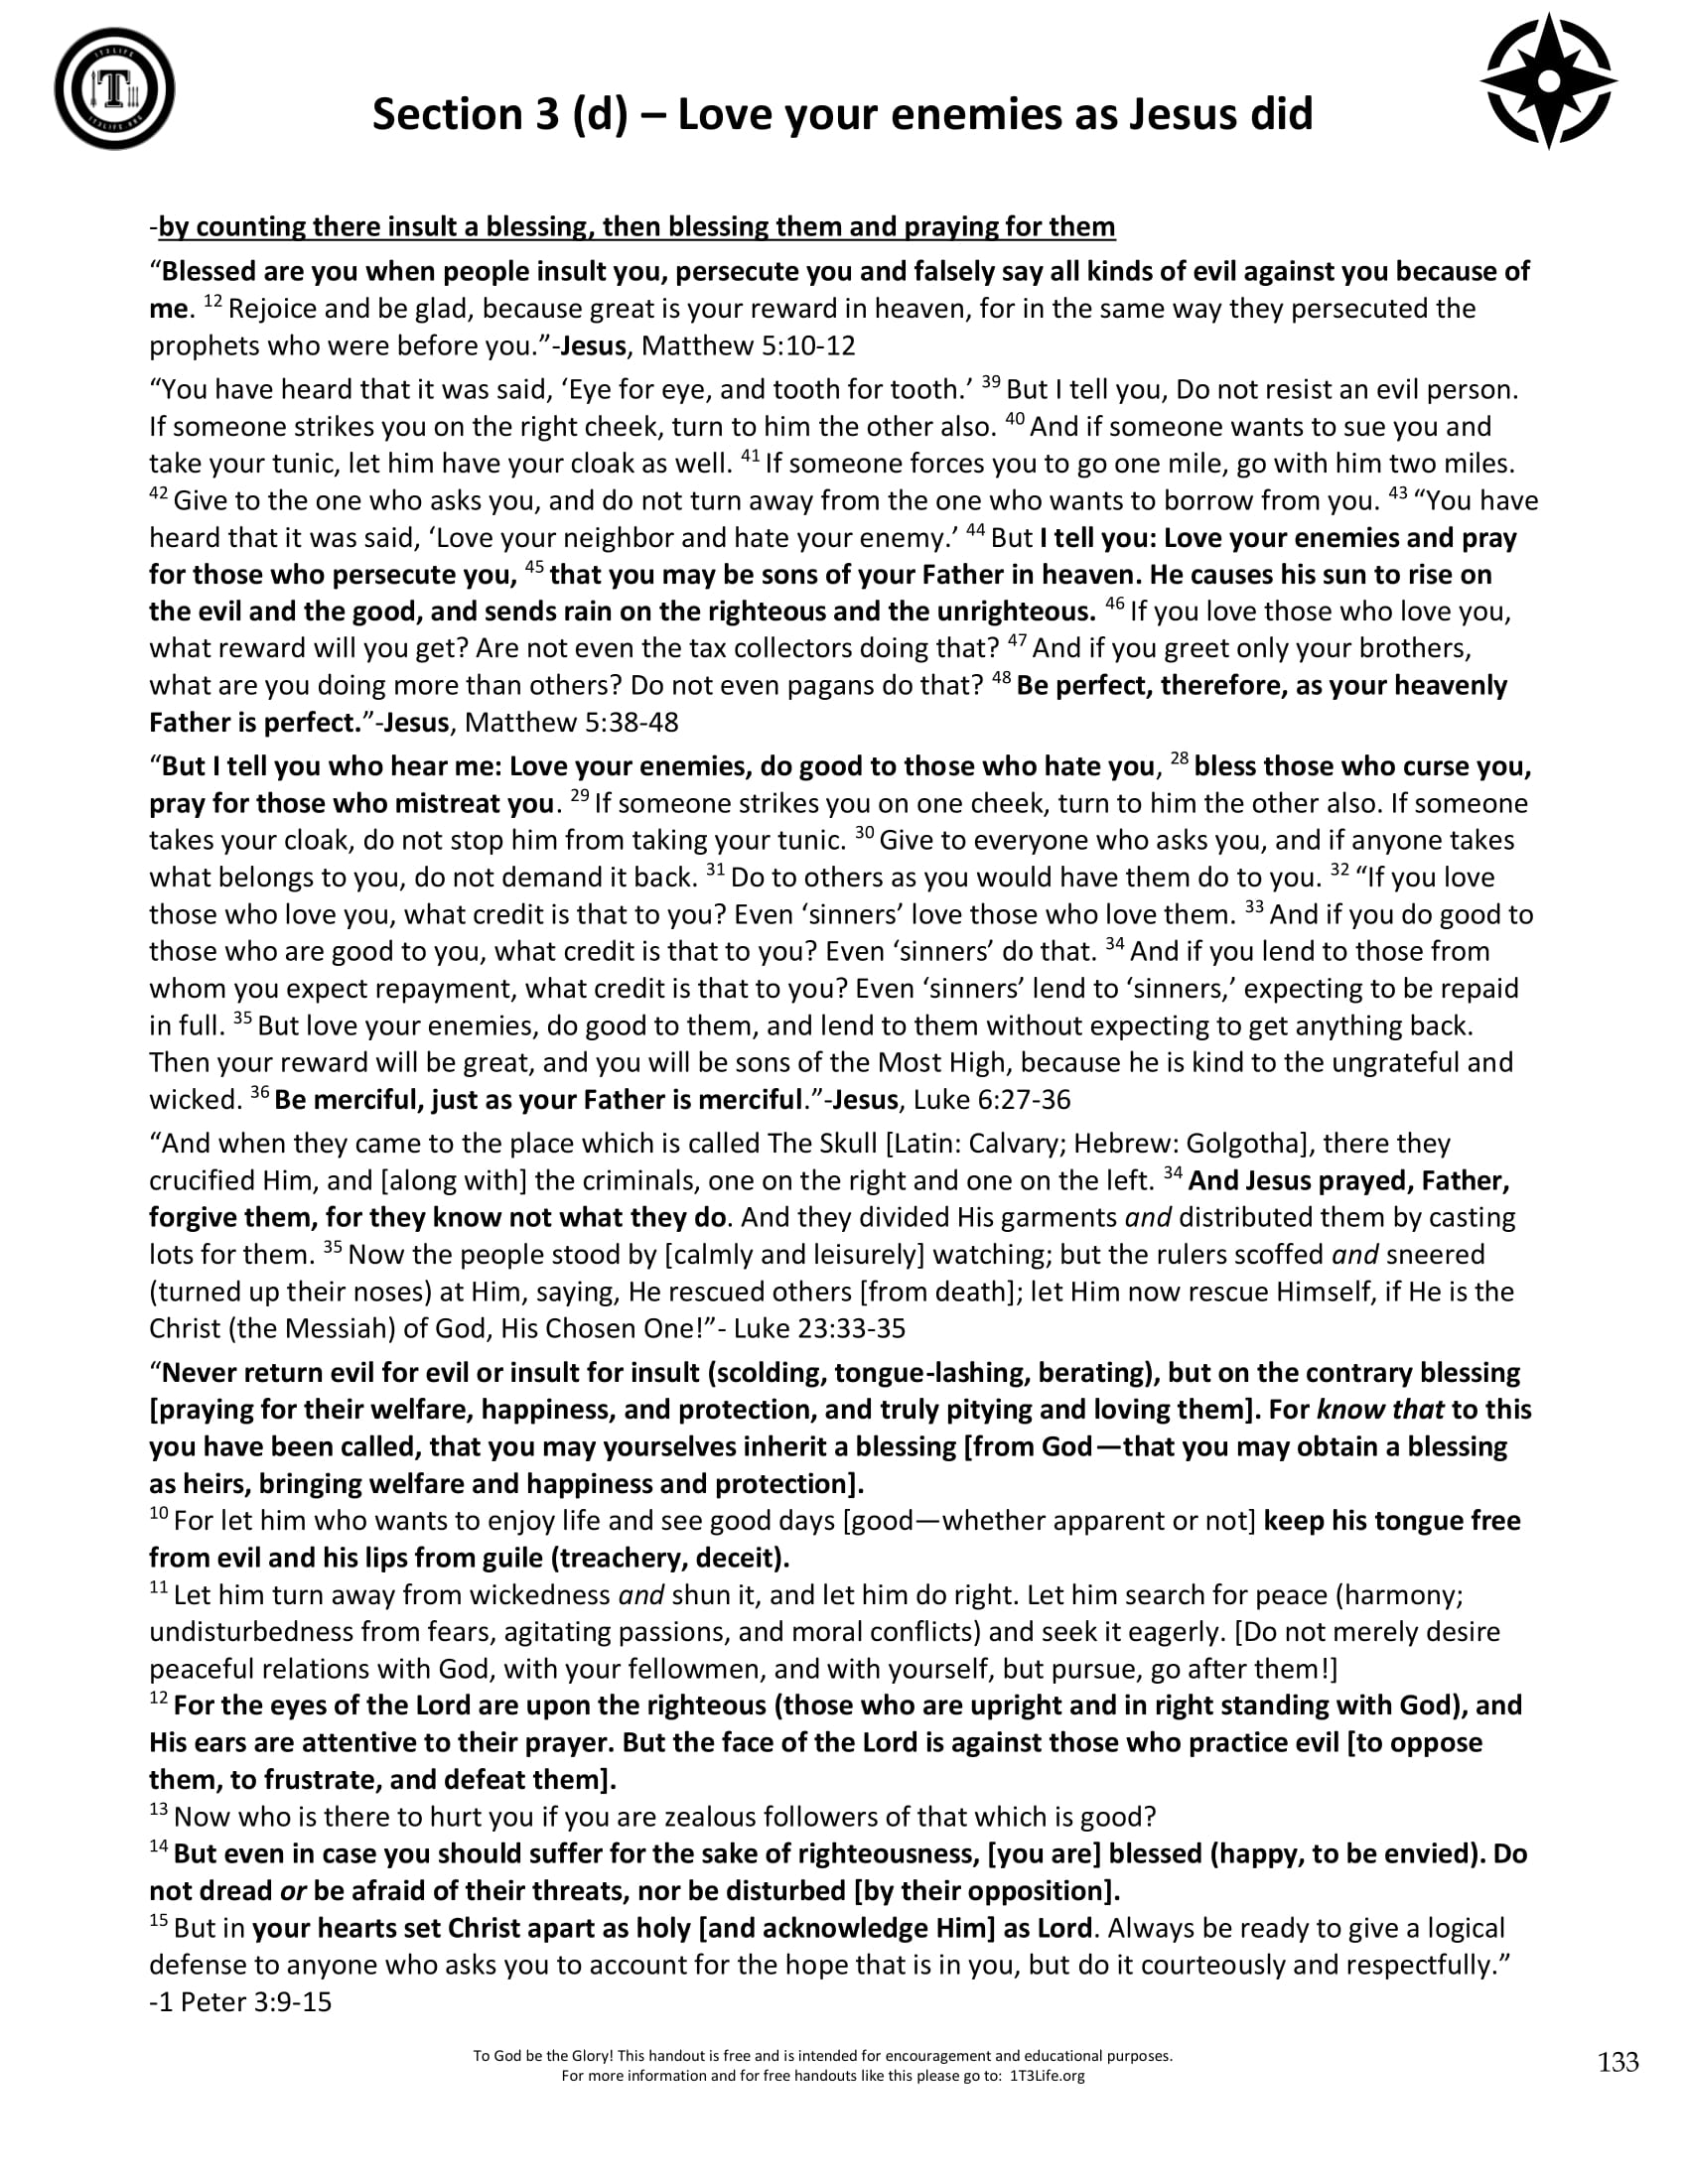 T
1T3LIFE
1T3LIFE.ORG
Section 3 (d) – Love your enemies as Jesus did
-by counting there insult a blessing, then blessing them and praying for them
“Blessed are you when people insult you, persecute you and falsely say all kinds of evil against you because of
me. 12 Rejoice and be glad, because great is your reward in heaven, for in the same way they persecuted the
prophets who were before you.”-Jesus, Matthew 5:10-12
“You have heard that it was said, ‘Eye for eye, and tooth for tooth.’ 39 But I tell you, Do not resist an evil person.
If someone strikes you on the right cheek, turn to him the other also. 40 And if someone wants to sue you and
take your tunic, let him have your cloak as well. 41 If someone forces you to go one mile, go with him two miles.
42 Give to the one who asks you, and do not turn away from the one who wants to borrow from you. 43 “You have
heard that it was said, ‘Love your neighbor and hate your enemy.’ 44 But I tell you: Love your enemies and pray
for those who persecute you, 45 that you may be sons of your Father in heaven. He causes his sun to rise on
the evil and the good, and sends rain on the righteous and the unrighteous. 46 If you love those who love you,
what reward will you get? Are not even the tax collectors doing that? 47 And if you greet only your brothers,
what are you doing more than others? Do not even pagans do that? 48 Be perfect, therefore, as your heavenly
Father is perfect.”-Jesus, Matthew 5:38-48
“But I tell you who hear me: Love your enemies, do good to those who hate you, 28 bless those who curse you,
pray for those who mistreat you. 29 If someone strikes you on one cheek, turn to him the other also. If someone
takes your cloak, do not stop him from taking your tunic. 30 Give to everyone who asks you, and if anyone takes
what belongs to you, do not demand it back. 31 Do to others as you would have them do to you. 32 “If you love
those who love you, what credit is that to you? Even ‘sinners’ love those who love them. 33 And if you do good to
those who are good to you, what credit is that to you? Even ‘sinners’ do that. 34 And if you lend to those from
whom you expect repayment, what credit is that to you? Even ‘sinners’ lend to ‘sinners,’ expecting to be repaid
in full. 35 But love your enemies, do good to them, and lend to them without expecting to get anything back.
Then your reward will be great, and you will be sons of the Most High, because he is kind to the ungrateful and
wicked. 36 Be merciful, just as your Father is merciful.”-Jesus, Luke 6:27-36
“And when they came to the place which is called The Skull [Latin: Calvary; Hebrew: Golgotha], there they
crucified Him, and [along with] the criminals, one on the right and one on the left. 34 And Jesus prayed, Father,
forgive them, for they know not what they do. And they divided His garments and distributed them by casting
lots for them. 35 Now the people stood by [calmly and leisurely] watching; but the rulers scoffed and sneered
(turned up their noses) at Him, saying, He rescued others [from death]; let Him now rescue Himself, if He is the
Christ (the Messiah) of God, His Chosen One!”- Luke 23:33-35
“Never return evil for evil or insult for insult (scolding, tongue-lashing, berating), but on the contrary blessing
[praying for their welfare, happiness, and protection, and truly pitying and loving them]. For know that to this
you have been called, that you may yourselves inherit a blessing [from God—that you may obtain a blessing
as heirs, bringing welfare and happiness and protection].
10 For let him who wants to enjoy life and see good days [good—whether apparent or not] keep his tongue free
from evil and his lips from guile (treachery, deceit).
11 Let him turn away from wickedness and shun it, and let him do right. Let him search for peace (harmony;
undisturbedness from fears, agitating passions, and moral conflicts) and seek it eagerly. [Do not merely desire
peaceful relations with God, with your fellowmen, and with yourself, but pursue, go after them!]
12 For the eyes of the Lord are upon the righteous (those who are upright and in right standing with God), and
His ears are attentive to their prayer. But the face of the Lord is against those who practice evil [to oppose
them, to frustrate, and defeat them].
13 Now who is there to hurt you if you are zealous followers of that which is good?
14 But even in case you should suffer for the sake of righteousness, [you are] blessed (happy, to be envied). Do
not dread or be afraid of their threats, nor be disturbed [by their opposition].
15 But in your hearts set Christ apart as holy [and acknowledge Him] as Lord. Always be ready to give a logical
defense to anyone who asks you to account for the hope that is in you, but do it courteously and respectfully.”
-1 Peter 3:9-15
To God be the Glory! This handout is free and is intended for encouragement and educational purposes.
For more information and for free handouts like this please go to: 1T3Life.org
133